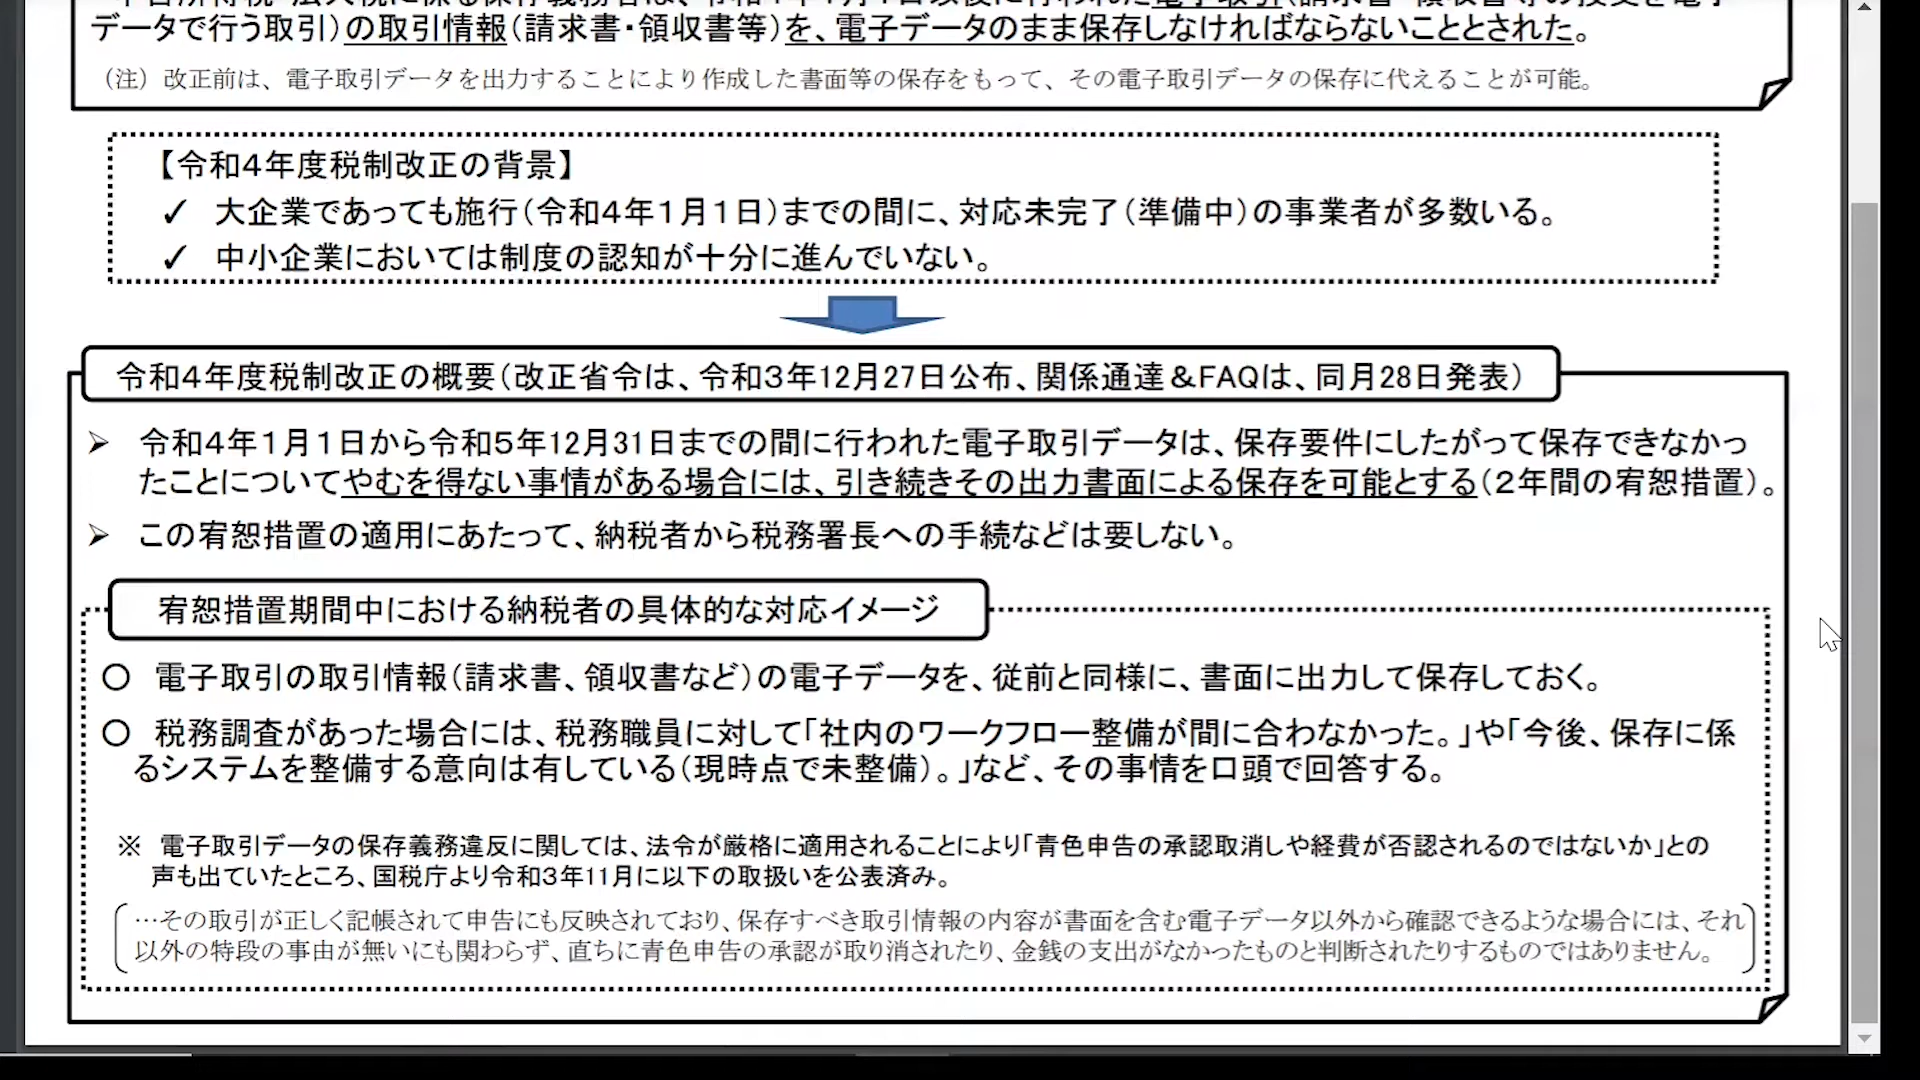 データで行う取引）の取引情報（請求書・領収書等）を、電子データのまま保存しなければならないこととされた。
（注）改正前は、電子取引データを出力することにより作成した書面等の保存をもって、その電子取引データの保存に代えることが可能。
【令和４年度税制改正の背景】
✓ 大企業であっても施行（令和４年１月１日）までの間に、対応未完了（準備中）の事業者が多数いる。
✓ 中小企業においては制度の認知が十分に進んでいない。
令和４年度税制改正の概要（改正省令は、令和３年12月27日公布、関係通達＆FAQは、同月28日発表）
➢ 令和４年１月１日から令和５年12月31日までの間に行われた電子取引データは、保存要件にしたがって保存できなかっ
たことについてやむを得ない事情がある場合には、引き続きその出力書面による保存を可能とする（２年間の宥恕措置）。
➢ この宥恕措置の適用にあたって、納税者から税務署長への手続などは要しない。
宥恕措置期間中における納税者の具体的な対応イメージ
○ 電子取引の取引情報（請求書、領収書など）の電子データを、従前と同様に、書面に出力して保存しておく。
○ 税務調査があった場合には、税務職員に対して「社内のワークフロー整備が間に合わなかった。」や「今後、保存に係
るシステムを整備する意向は有している（現時点で未整備）。」など、その事情を口頭で回答する。
※ 電子取引データの保存義務違反に関しては、法令が厳格に適用されることにより「青色申告の承認取消しや経費が否認されるのではないか」との
声も出ていたところ、国税庁より令和３年11月に以下の取扱いを公表済み。
…その取引が正しく記帳されて申告にも反映されており、保存すべき取引情報の内容が書面を含む電子データ以外から確認できるような場合には、それ
以外の特段の事由が無いにも関わらず、直ちに青色申告の承認が取り消されたり、金銭の支出がなかったものと判断されたりするものではありません。